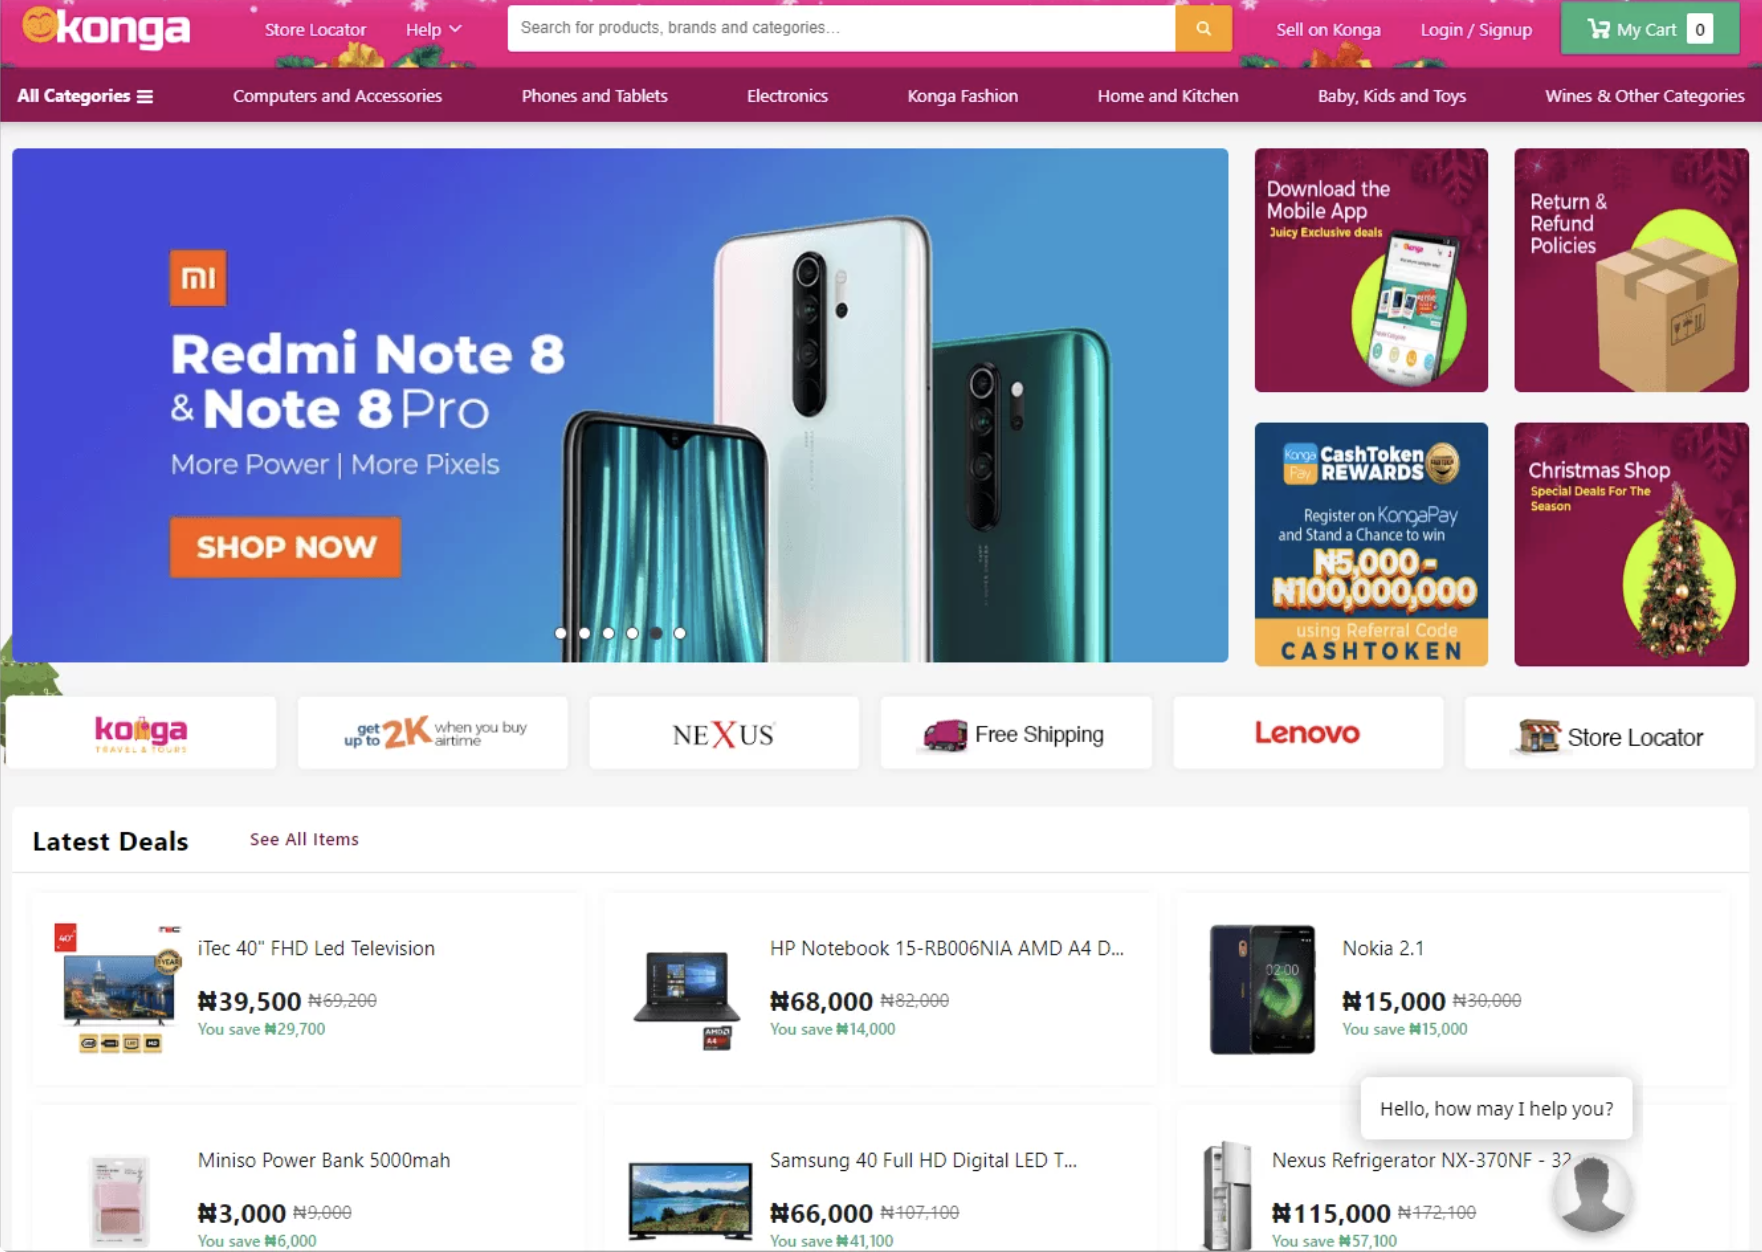 konga
Store Locator
Help
Search for products, brands and categories...
Sell on Konga
Login / Signup
My Cart 0
All Categories
Computers and Accessories
Phones and Tablets
Electronics
Konga Fashion
Home and Kitchen
Baby, Kids and Toys
Wines & Other Categories
MI
Redmi Note 8
& Note 8 Pro
More Power | More Pixels
SHOP NOW
Download the
Mobile App
Juicy Exclusive deals
Return &
Refund
Policies
Konga
Pay
CashToken
REWARDS
Register on KongaPay
and Stand a Chance to win
₦5,000 -
₦100,000,000
using Referral Code
CASHTOKEN
Christmas Shop
Special Deals For The
Season
konga
TRAVEL & TOURS
get
up to
2K
when you buy
airtime
NEXUS
Free Shipping
Lenovo
Store Locator
Latest Deals
See All Items
40"
iTec 40" FHD Led Television
₦39,500 ₦69,200
You save ₦29,700
AMD
A4
HP Notebook 15-RB006NIA AMD A4 D...
₦68,000 ₦82,000
You save ₦14,000
02:00
Nokia 2.1
₦15,000 ₦30,000
You save ₦15,000
Hello, how may I help you?
Miniso Power Bank 5000mah
₦3,000 ₦9,000
You save ₦6,000
Samsung 40 Full HD Digital LED T...
₦66,000 ₦107,100
You save ₦41,100
Nexus Refrigerator NX-370NF - 32
₦115,000 ₦172,100
You save ₦57,100